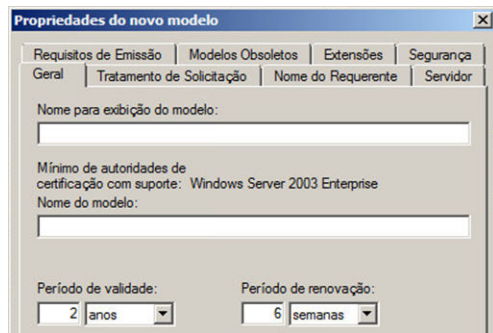 Propriedades do novo modelo
Requisitos de Emissão Modelos Obsoletos Extensões Segurança
Geral Tratamento de Solicitação Nome do Requerente Servidor
Nome para exibição do modelo:
Mínimo de autoridades de
certificação com suporte: Windows Server 2003 Enterprise
Nome do modelo:
Período de validade: Período de renovação:
2 anos 6 semanas